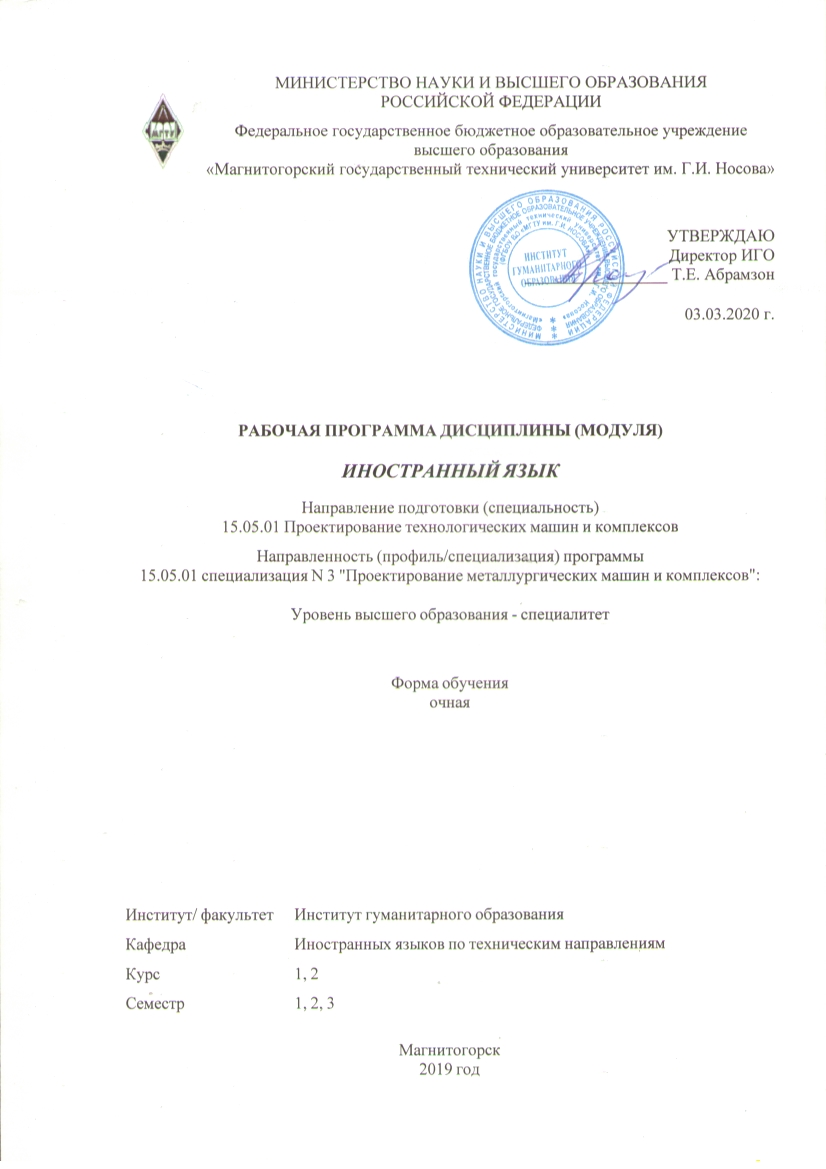 МИНИСТЕРСТВО НАУКИ И ВЫСШЕГО ОБРАЗОВАНИЯ
РОССИЙСКОЙ ФЕДЕРАЦИИ
Федеральное государственное бюджетное образовательное учреждение
высшего образования
«Магнитогорский государственный технический университет им. Г.И. Носова»
ИНСТИТУТ
ГУМАНИТАРНОГО
УТВЕРЖДАЮ
Директор ИГО
Т.Е. Абрамзон
03.03.2020 г.
РАБОЧАЯ ПРОГРАММА ДИСЦИПЛИНЫ (МОДУЛЯ)
ИНОСТРАННЫЙ ЯЗЫК
Направление подготовки (специальность)
15.05.01 Проектирование технологических машин и комплексов
Направленность (профиль/специализация) программы
15.05.01 специализация N 3 "Проектирование металлургических машин и комплексов":
Уровень высшего образования - специалитет
Форма обучения
очная
Институт/ факультет Институт гуманитарного образования
Кафедра Иностранных языков по техническим направлениям
Курс 1, 2
Семестр 1, 2, 3
Магнитогорск
2019 год